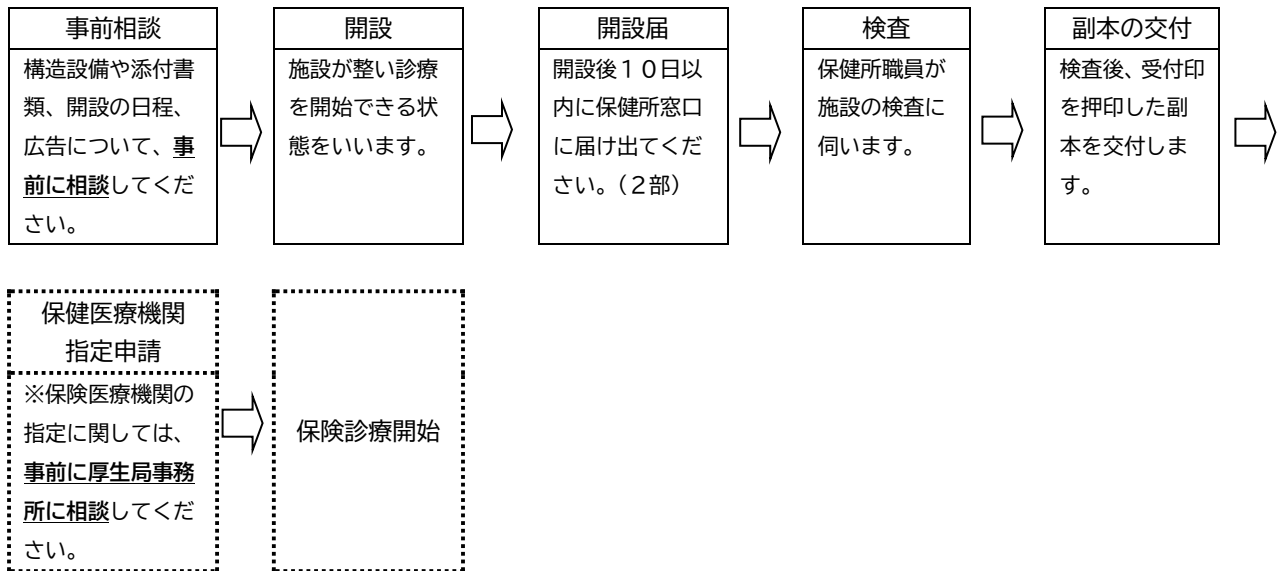 事前相談
構造設備や添付書
類、開設の日程、
広告について、事
前に相談してくだ
さい。
開設
施設が整い診療
を開始できる状
態をいいます。
開設届
開設後10日以
内に保健所窓口
に届け出てくだ
さい。(2部)
検査
保健所職員が
施設の検査に
伺います。
副本の交付
検査後、受付印
を押印した副
本を交付しま
す。
保健医療機関
指定申請
※保険医療機関の
指定に関しては、
事前に厚生局事務
所に相談してくだ
さい。
保険診療開始